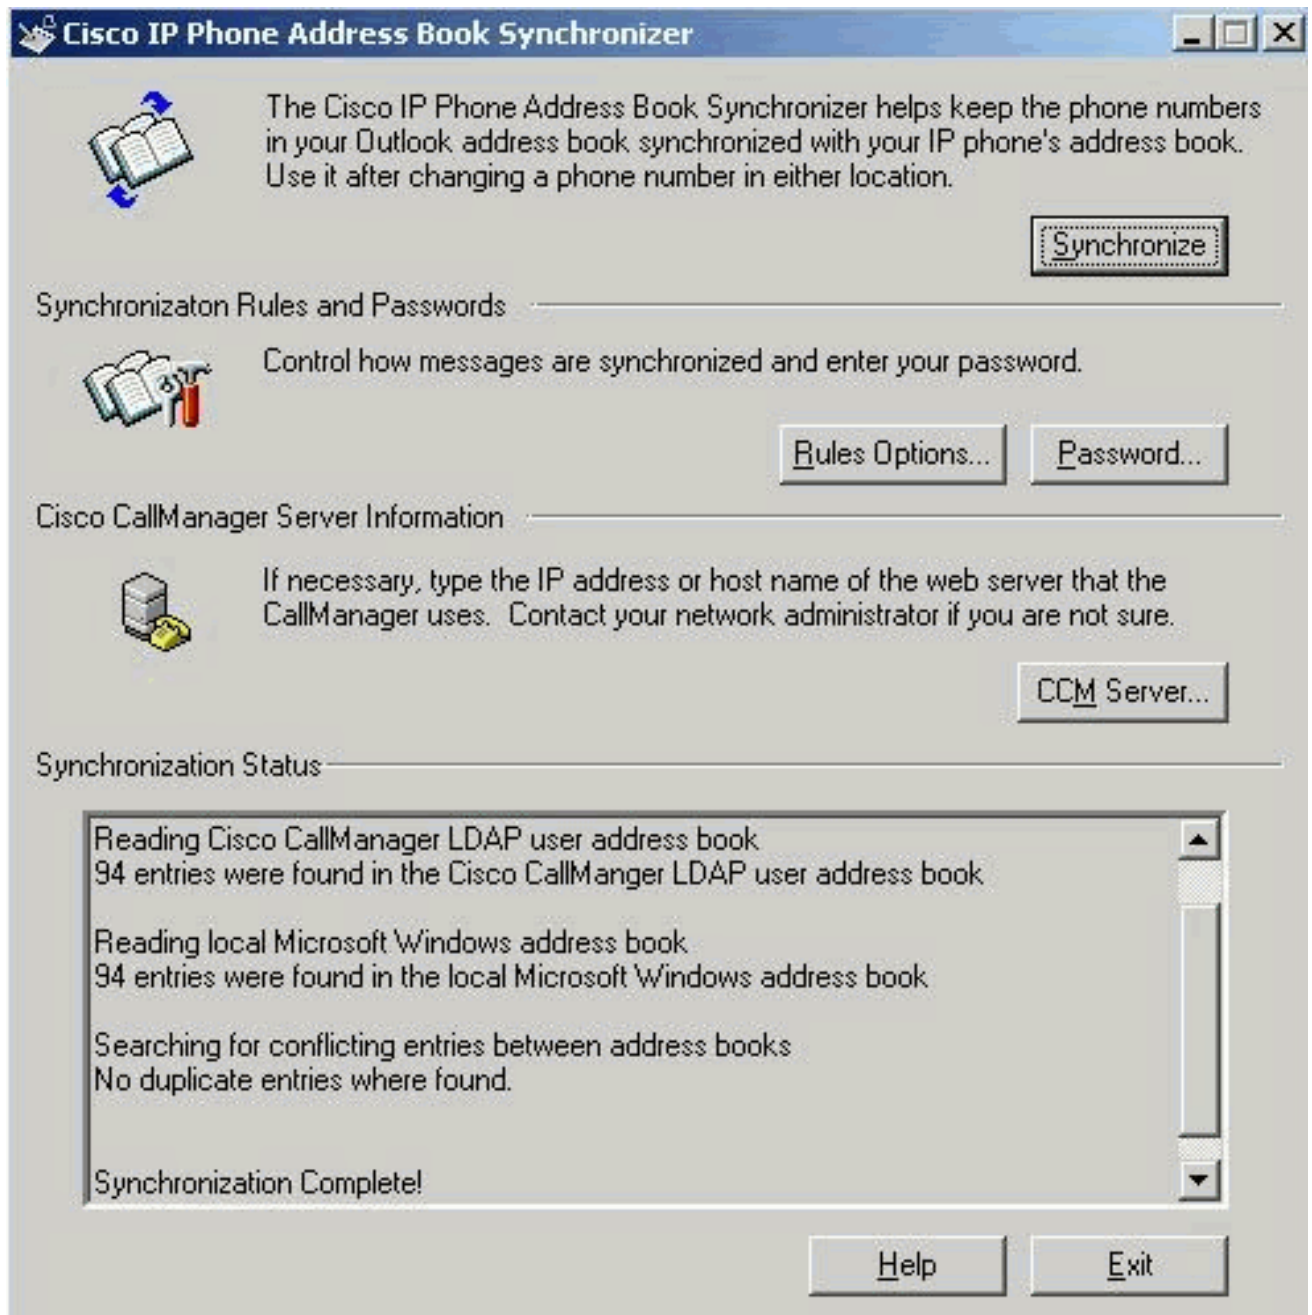 Cisco IP Phone Address Book Synchronizer
The Cisco IP Phone Address Book Synchronizer helps keep the phone numbers
in your Outlook address book synchronized with your IP phone's address book.
Use it after changing a phone number in either location.
Synchronize
Synchronizaton Rules and Passwords
Control how messages are synchronized and enter your password.
Rules Options... Password...
Cisco CallManager Server Information
If necessary, type the IP address or host name of the web server that the
CallManager uses.  Contact your network administrator if you are not sure.
CCM Server...
Synchronization Status
Reading Cisco CallManager LDAP user address book
94 entries were found in the Cisco CallManger LDAP user address book
Reading local Microsoft Windows address book
94 entries were found in the local Microsoft Windows address book
Searching for conflicting entries between address books
No duplicate entries where found.
Synchronization Complete!
Help Exit